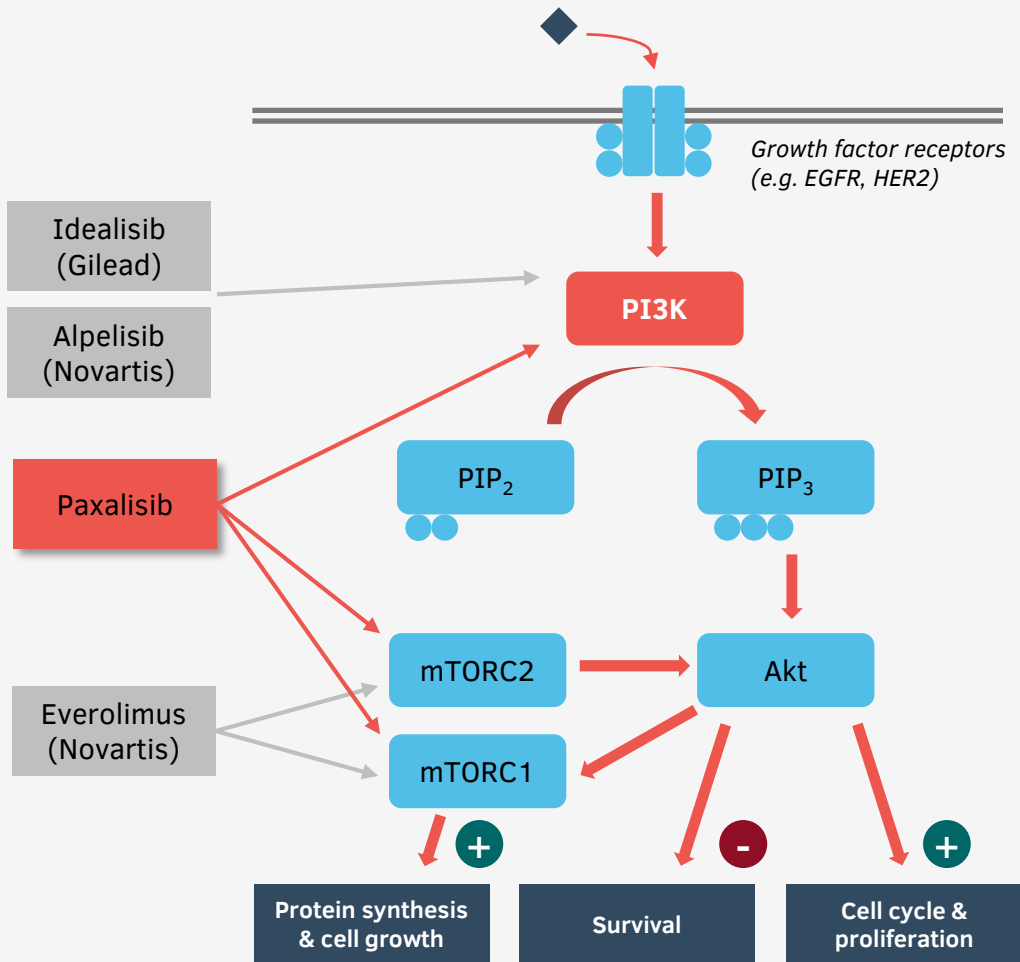 Growth factor receptors
(e.g. EGFR, HER2)
Idealisib
(Gilead)
PI3K
Alpelisib
(Novartis)
PIP₂
PIP₃
Paxalisib
mTORC2
Akt
Everolimus
(Novartis)
mTORC1
+
-
+
Protein synthesis
& cell growth
Survival
Cell cycle &
proliferation